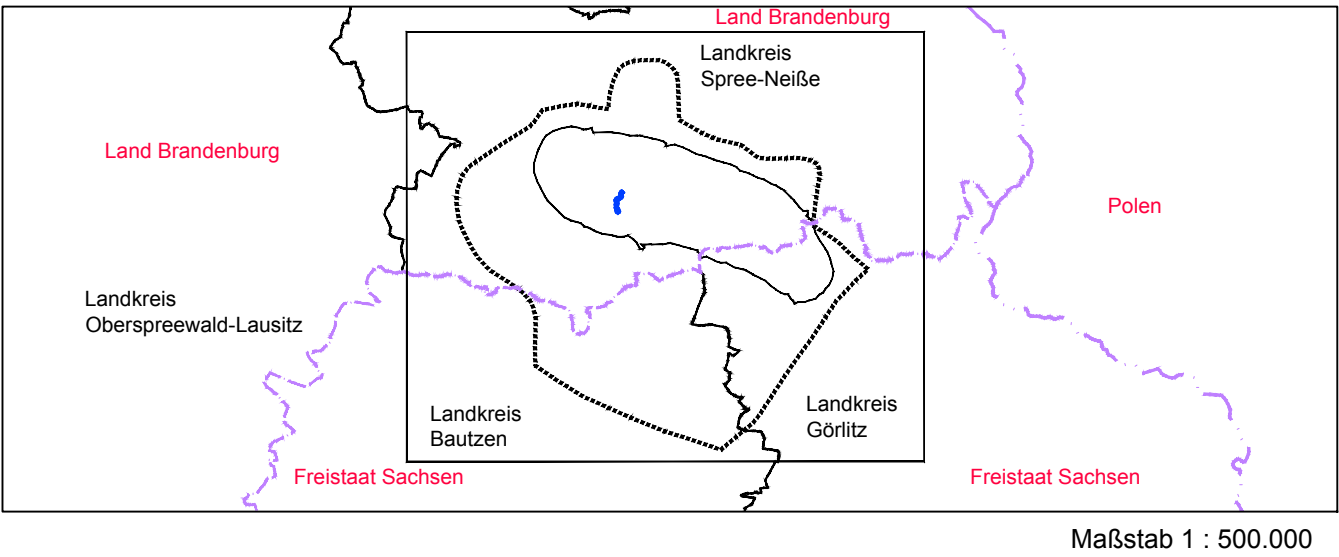 Land Brandenburg
Landkreis
Spree-Neiße
Land Brandenburg
Polen
Landkreis
Oberspreewald-Lausitz
Landkreis
Bautzen
Landkreis
Görlitz
Freistaat Sachsen
Freistaat Sachsen
Maßstab 1 : 500.000